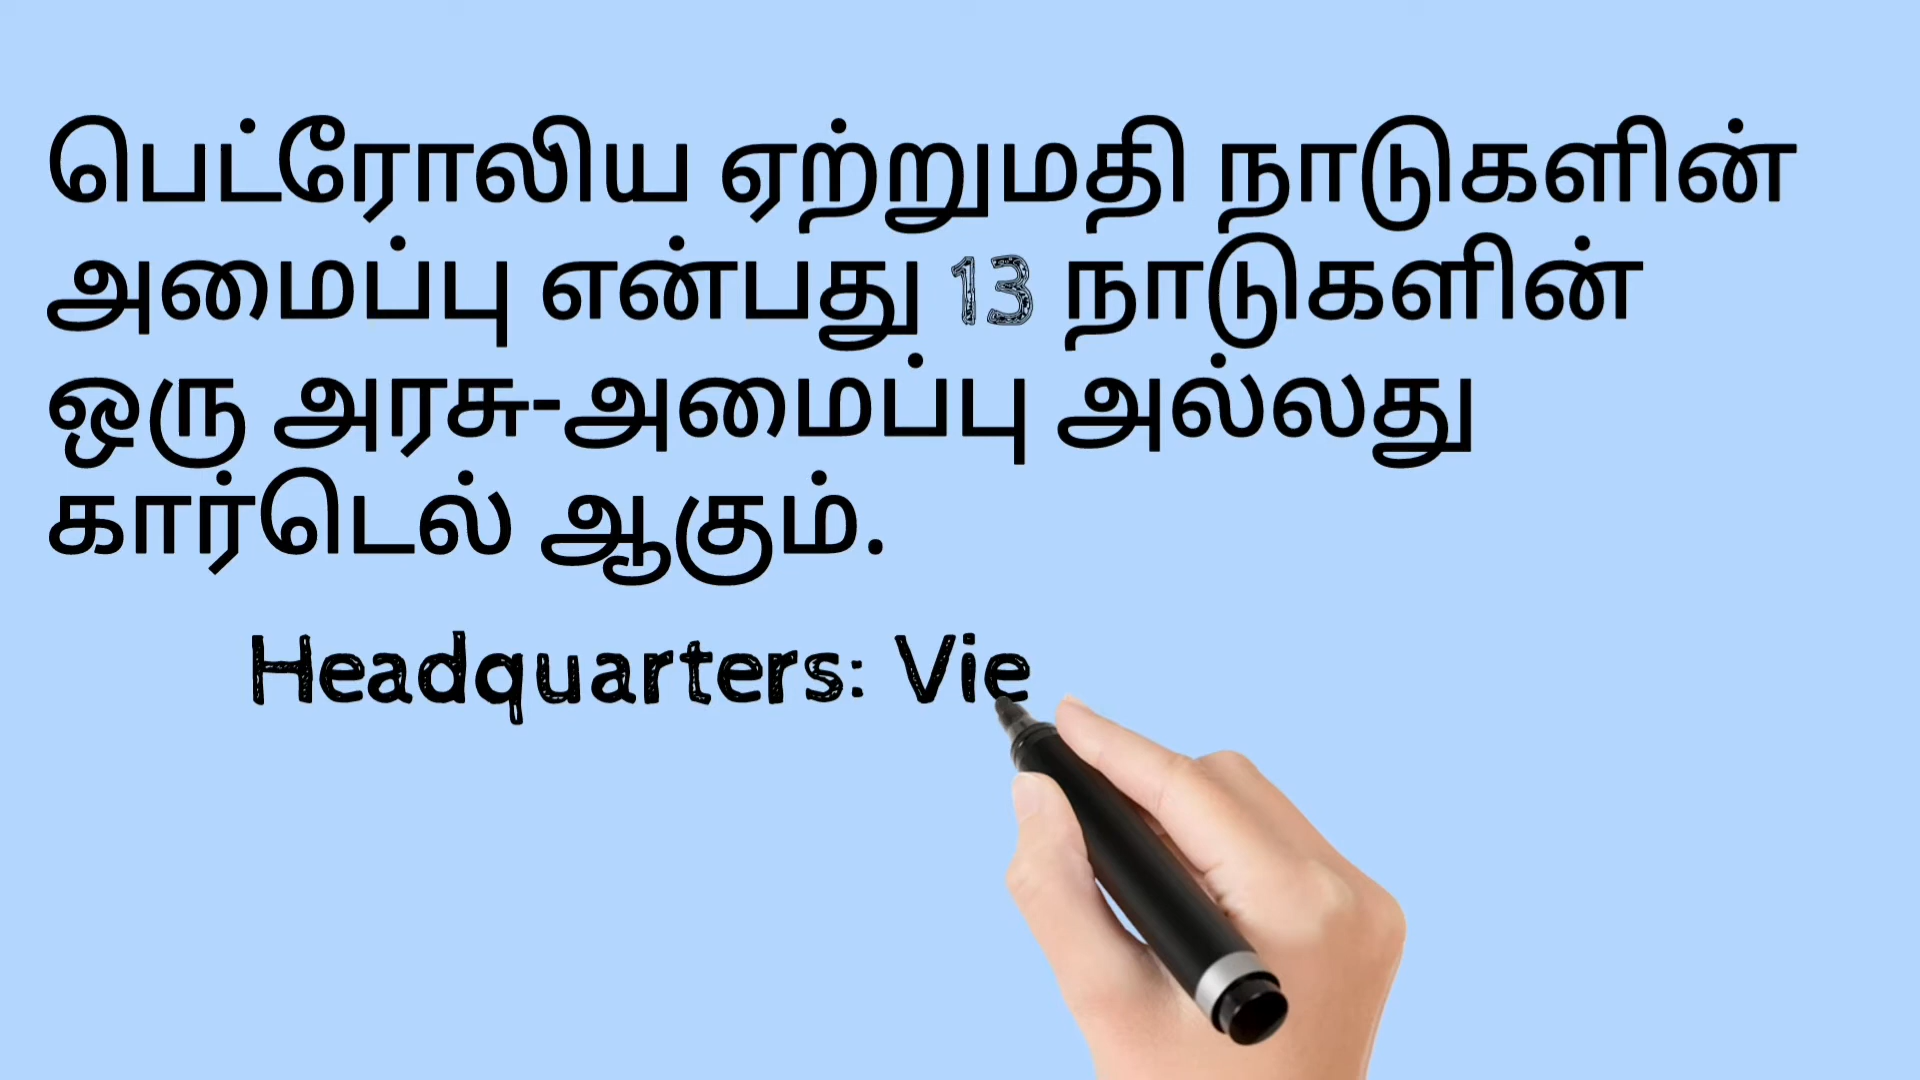 பெட்ரோலிய ஏற்றுமதி நாடுகளின்
அமைப்பு என்பது 13 நாடுகளின்
ஒரு அரசு-அமைப்பு அல்லது
கார்டெல் ஆகும்.
Headquarters: Vie